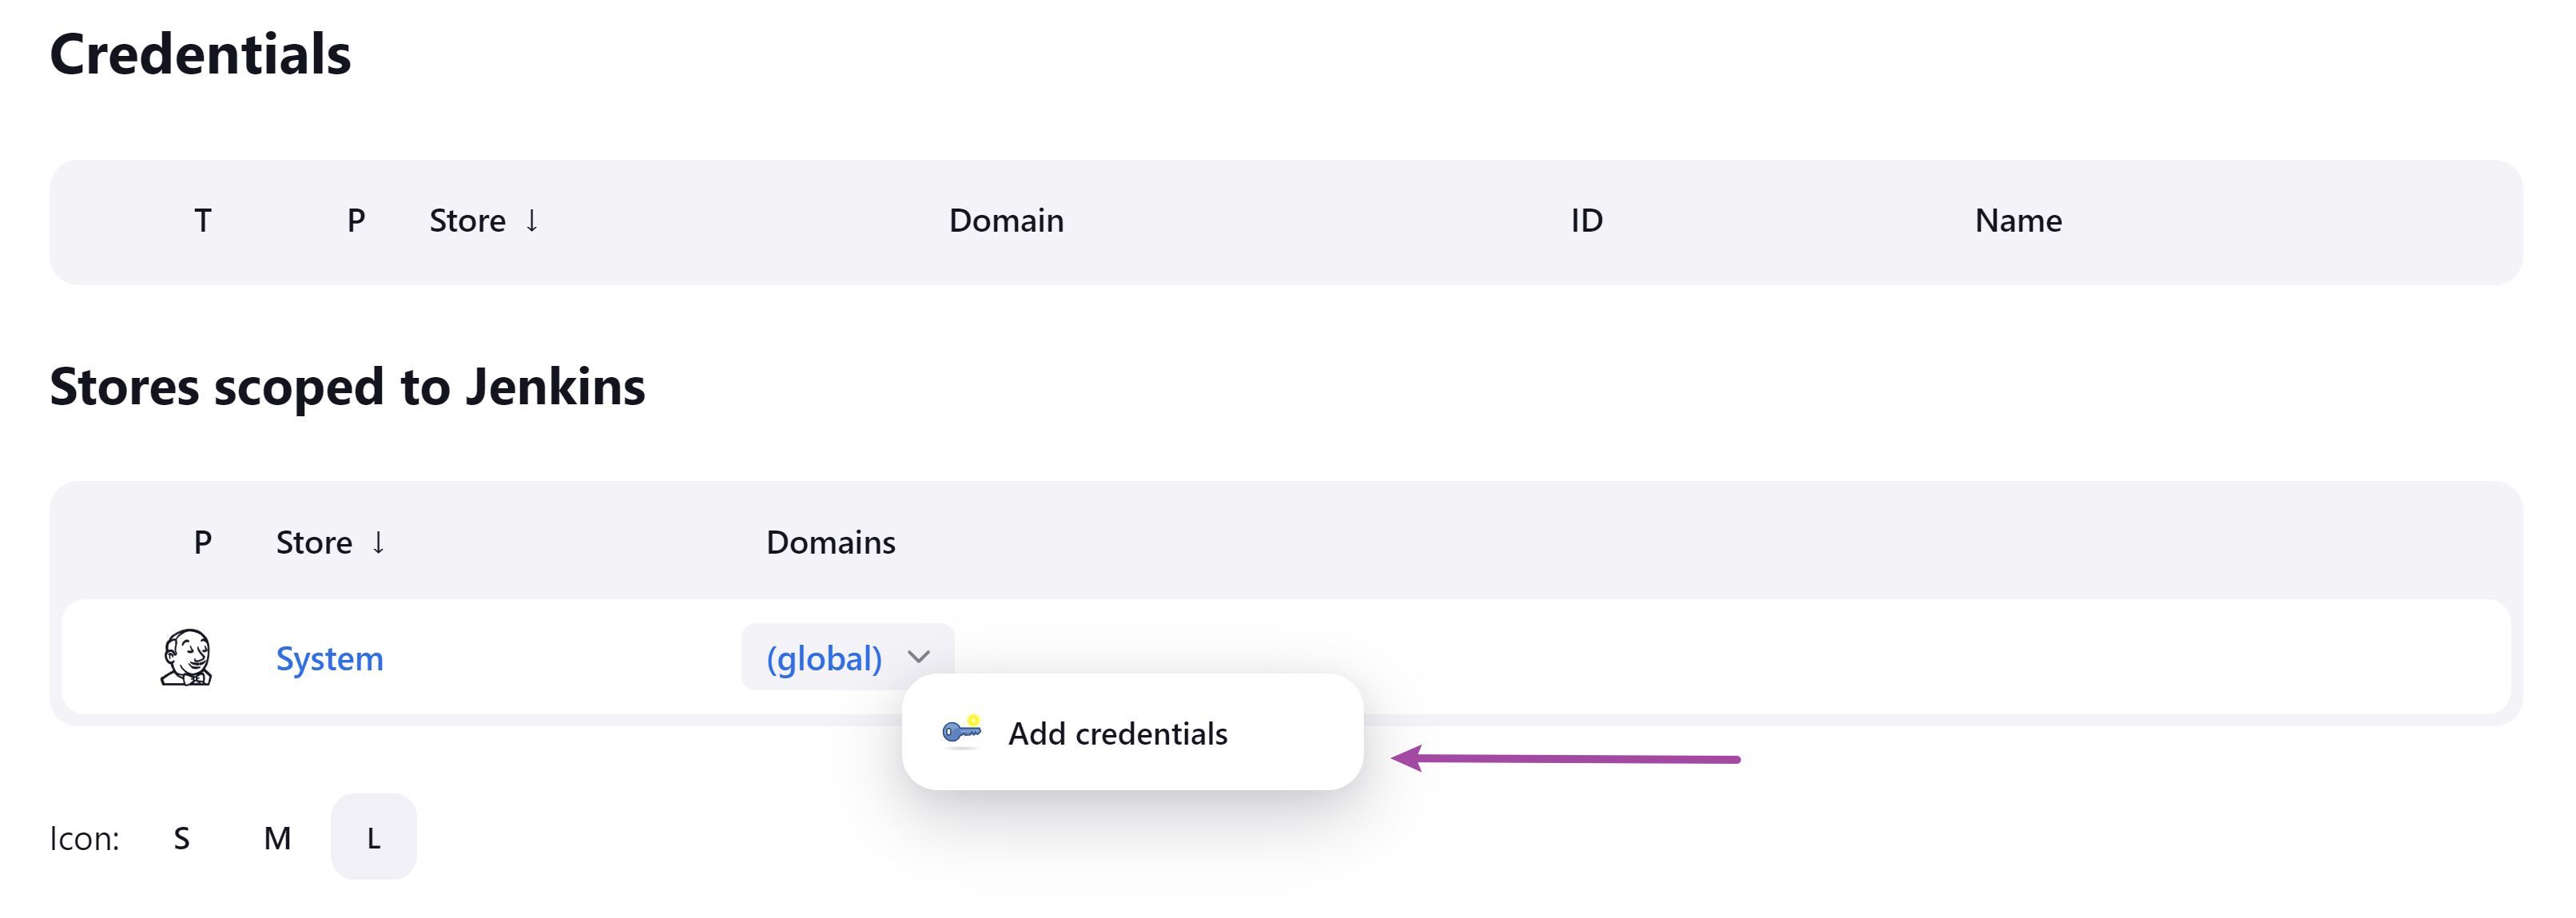 Credentials
T P Store ↓ Domain ID Name
Stores scoped to Jenkins
P Store ↓ Domains
System (global)
Add credentials
Icon: S M L